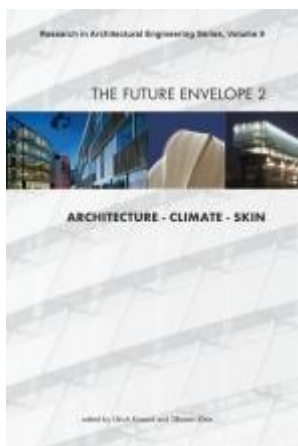 Research in Architectural Engineering Series, Volume 9
THE FUTURE ENVELOPE 2
ARCHITECTURE - CLIMATE - SKIN
edited by Ulrich Knaack and Tillmann Klein